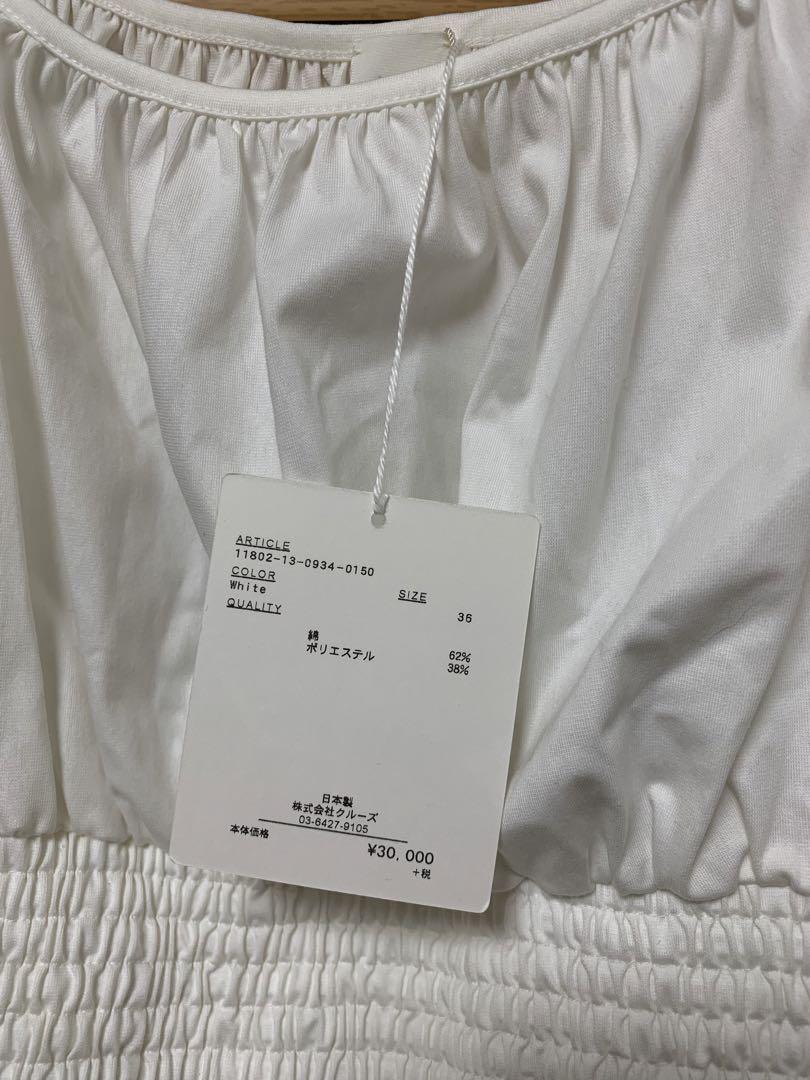 ARTICLE
11802-13-0934-0150
COLOR
White
SIZE
36
QUALITY
綿 62%
ポリエステル 38%
日本製
株式会社クルーズ
03-6427-9105
本体価格
¥30,000
+税